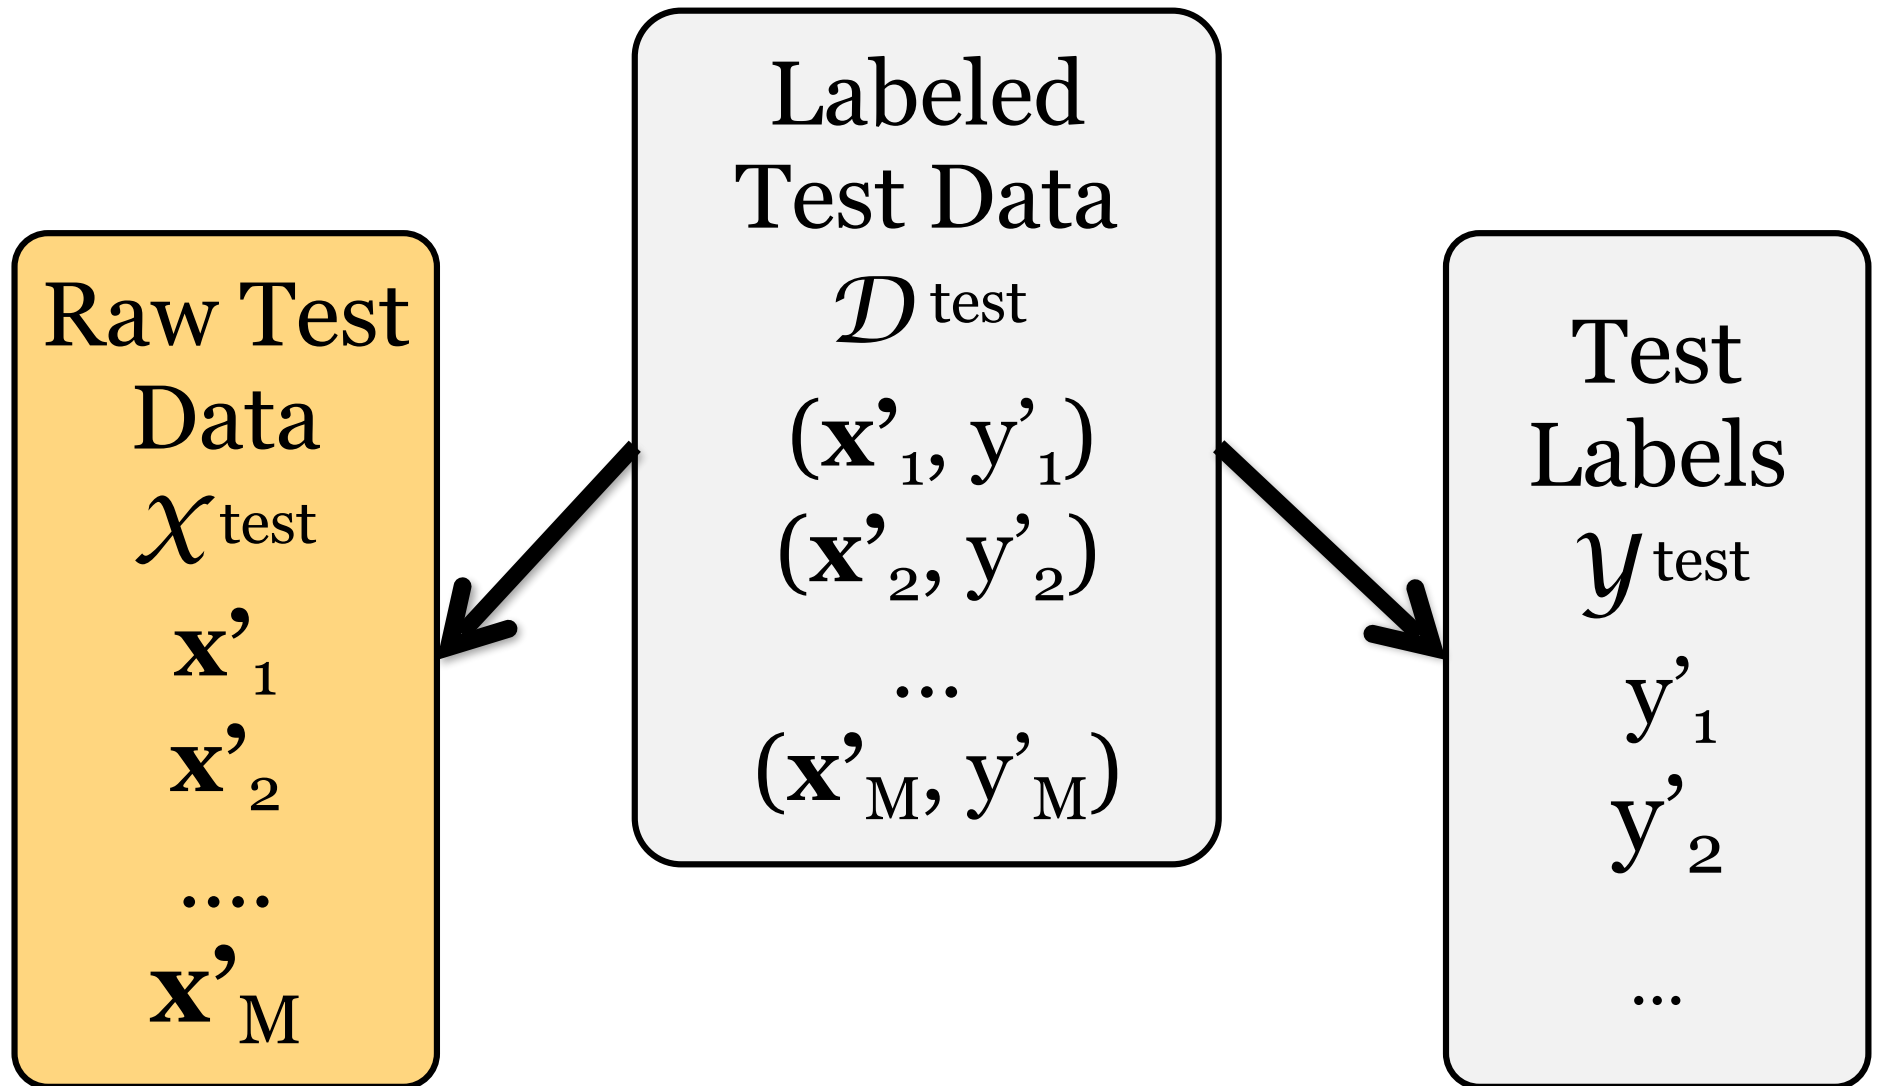 Labeled
Test Data
𝒟 test
(x’₁, y’₁)
(x’₂, y’₂)
...
(x’M, y’M)
Raw Test
Data
𝒳 test
x’₁
x’₂
....
x’M
Test
Labels
𝒴 test
y’₁
y’₂
...